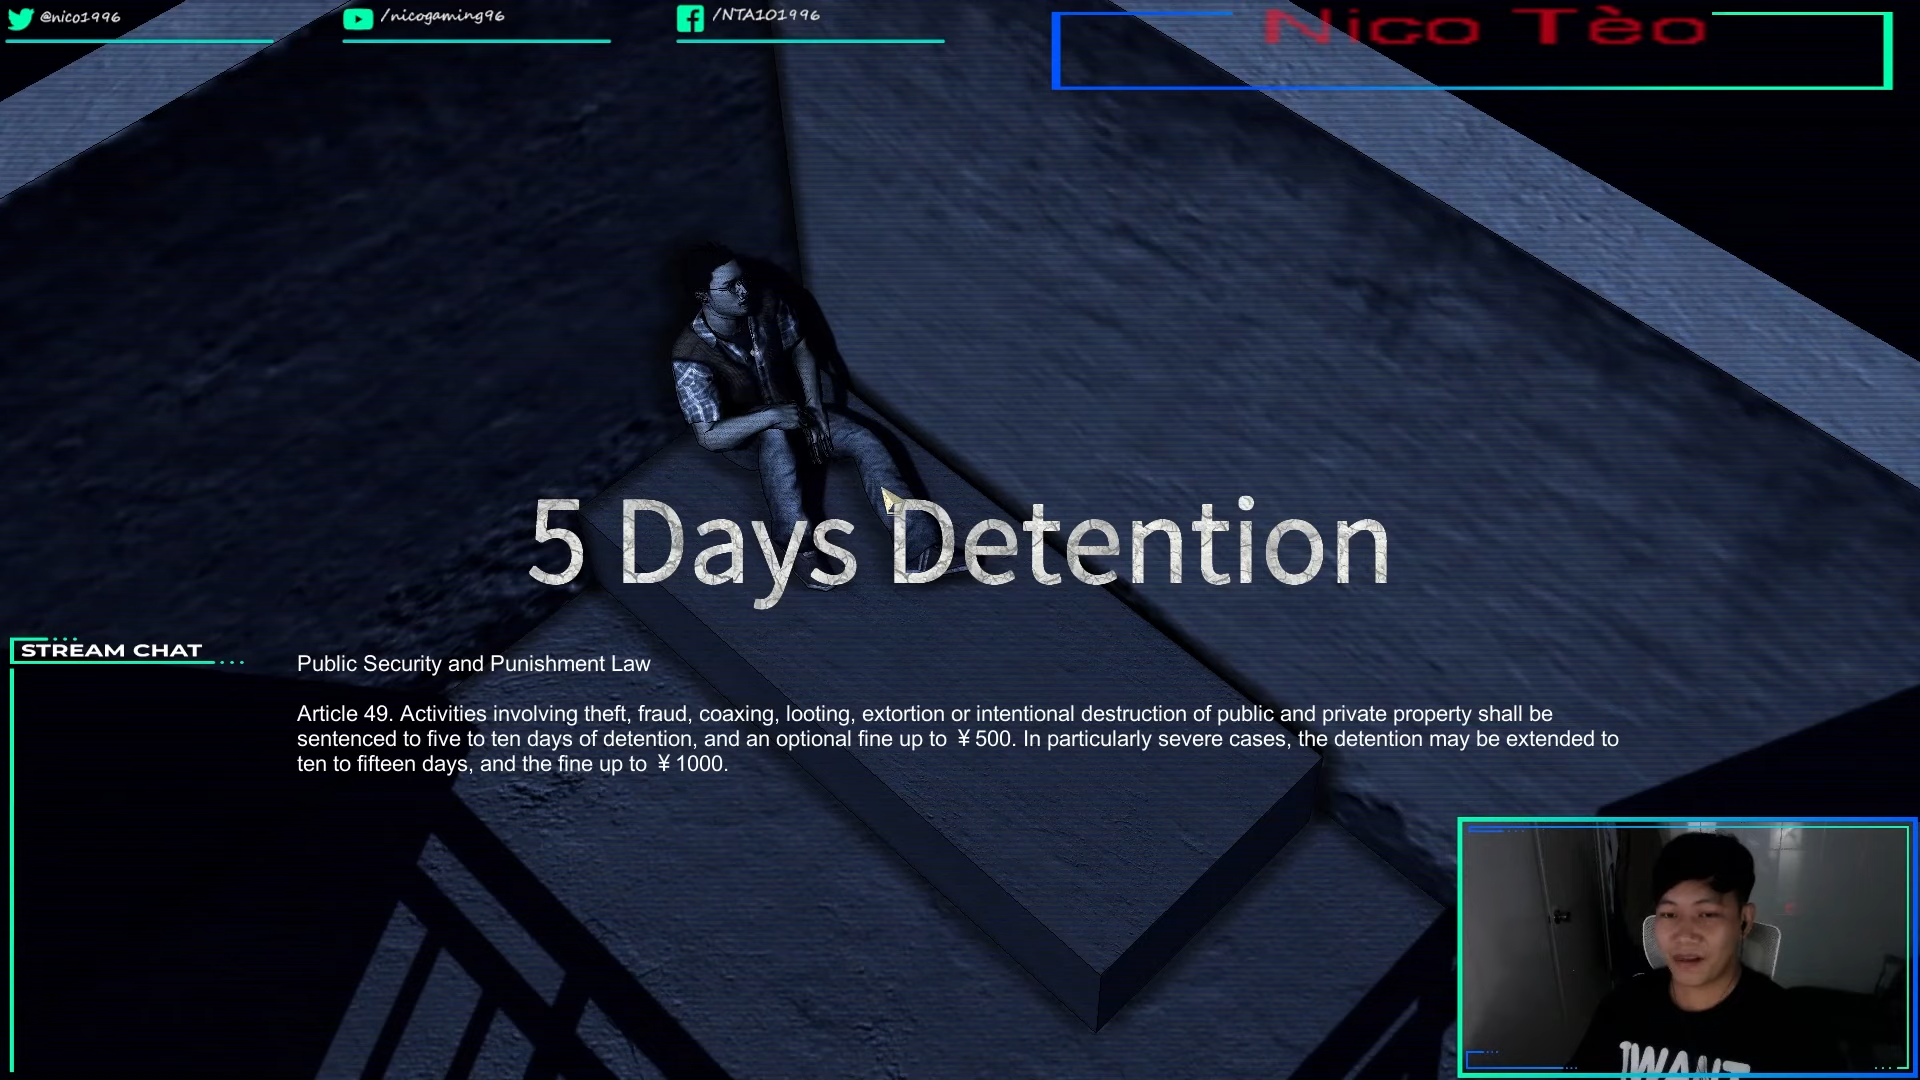 @nico1996
/nicogaming96
/NTA101996
Nico Tèo
5 Days Detention
STREAM CHAT
Public Security and Punishment Law
Article 49. Activities involving theft, fraud, coaxing, looting, extortion or intentional destruction of public and private property shall be
sentenced to five to ten days of detention, and an optional fine up to ￥500. In particularly severe cases, the detention may be extended to
ten to fifteen days, and the fine up to ￥1000.
I WANT